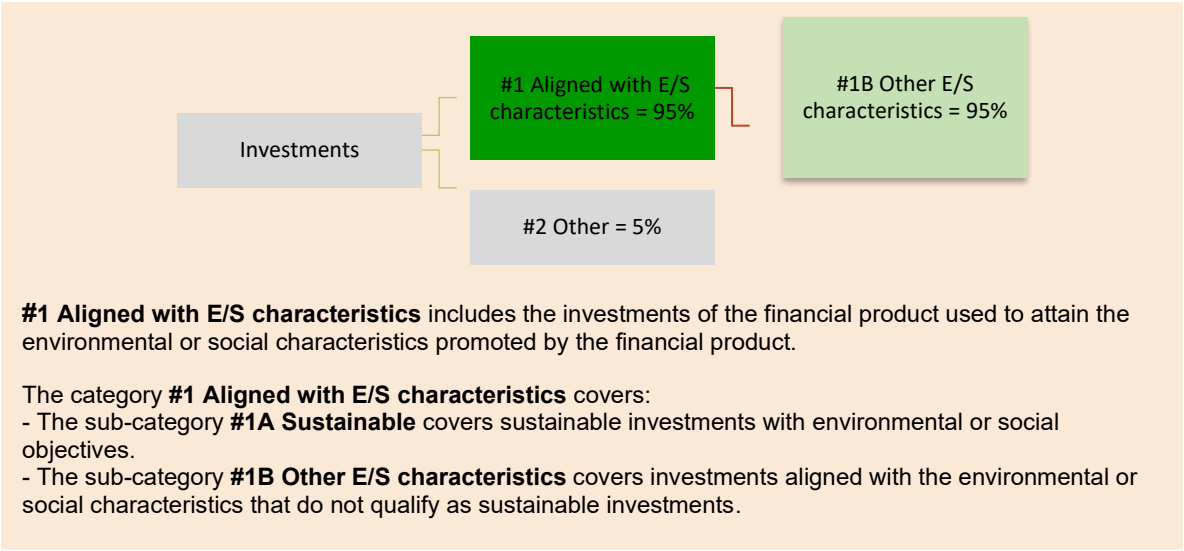 #1 Aligned with E/S
characteristics = 95%
#1B Other E/S
characteristics = 95%
Investments
#2 Other = 5%
#1 Aligned with E/S characteristics includes the investments of the financial product used to attain the
environmental or social characteristics promoted by the financial product.
The category #1 Aligned with E/S characteristics covers:
- The sub-category #1A Sustainable covers sustainable investments with environmental or social
objectives.
- The sub-category #1B Other E/S characteristics covers investments aligned with the environmental or
social characteristics that do not qualify as sustainable investments.